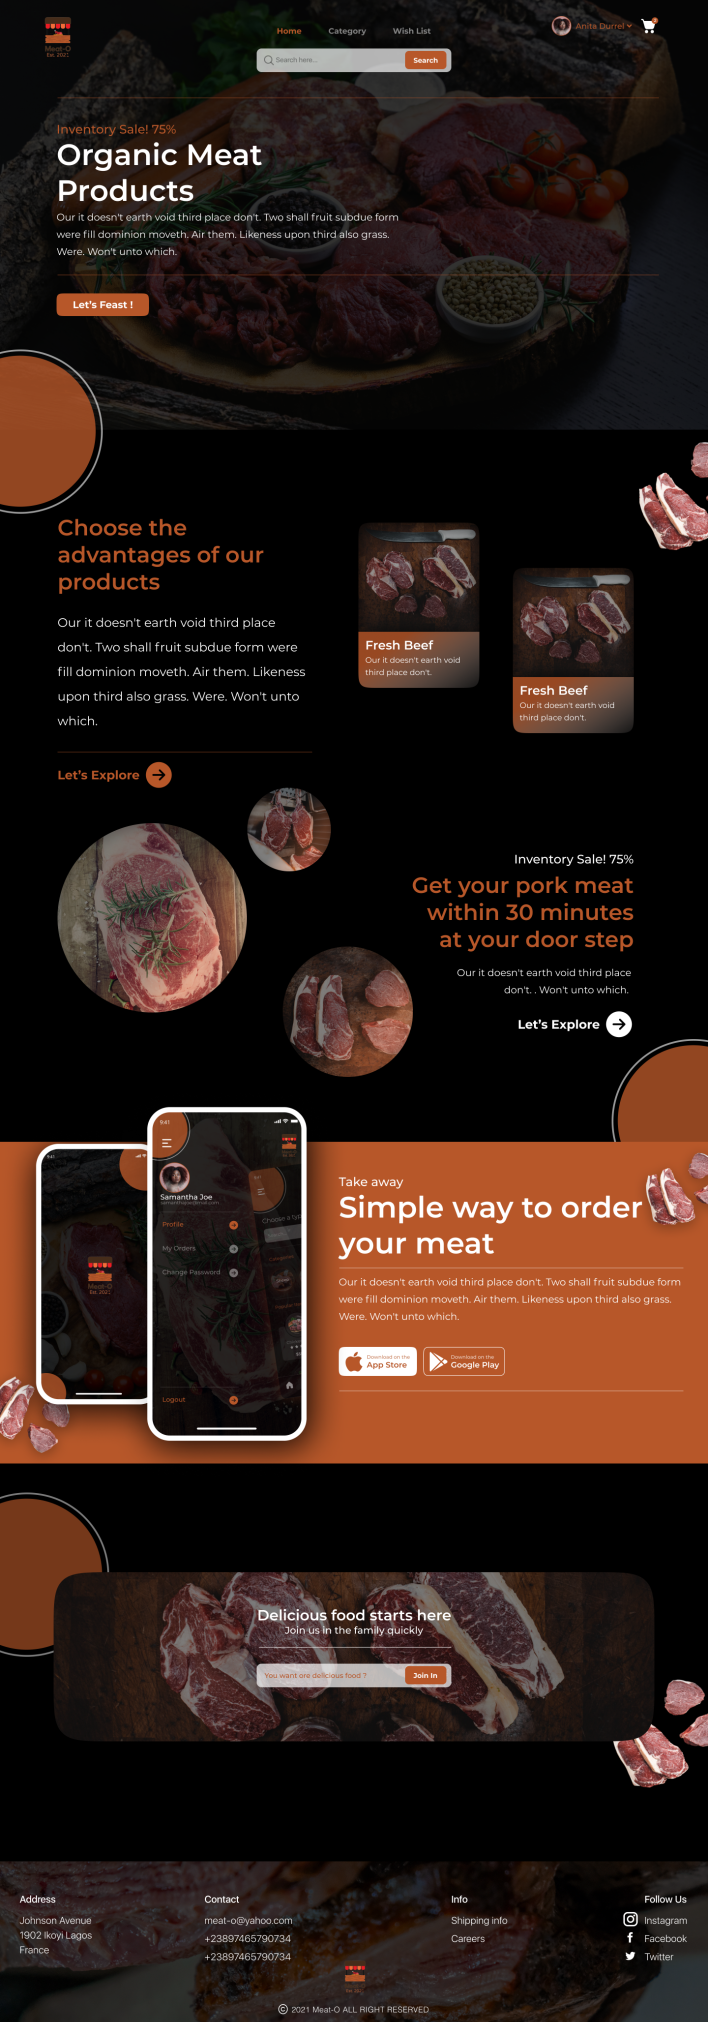 Meat-O
Est. 2021
Home
Category
Wish List
Anita Durrel
Search here...
Search
Inventory Sale! 75%
Organic Meat
Products
Our it doesn't earth void third place don't. Two shall fruit subdue form
were fill dominion moveth. Air them. Likeness upon third also grass.
Were. Won't unto which.
Let's Feast !
Choose the
advantages of our
products
Our it doesn't earth void third place
don't. Two shall fruit subdue form were
fill dominion moveth. Air them. Likeness
upon third also grass. Were. Won't unto
which.
Let's Explore
Fresh Beef
Our it doesn't earth void
third place don't.
Fresh Beef
Our it doesn't earth void
third place don't.
Inventory Sale! 75%
Get your pork meat
within 30 minutes
at your door step
Our it doesn't earth void third place
don't. . Won't unto which.
Let's Explore
9:41
Meat-O
Est. 2021
9:41
Samantha Joe
Profile
My Orders
Change Password
Logout
Take away
Simple way to order
your meat
Our it doesn't earth void third place don't. Two shall fruit subdue form
were fill dominion moveth. Air them. Likeness upon third also grass.
Were. Won't unto which.
Download on the
App Store
Download on the
Google Play
Delicious food starts here
Join us in the family quickly
You want ore delicious food ?
Join In
Address
Johnson Avenue
1902 Ikoyi Lagos
France
Contact
meat-o@yahoo.com
+23897465790734
+23897465790734
Info
Shipping info
Careers
Follow Us
Instagram
Facebook
Twitter
© 2021 Meat-O ALL RIGHT RESERVED